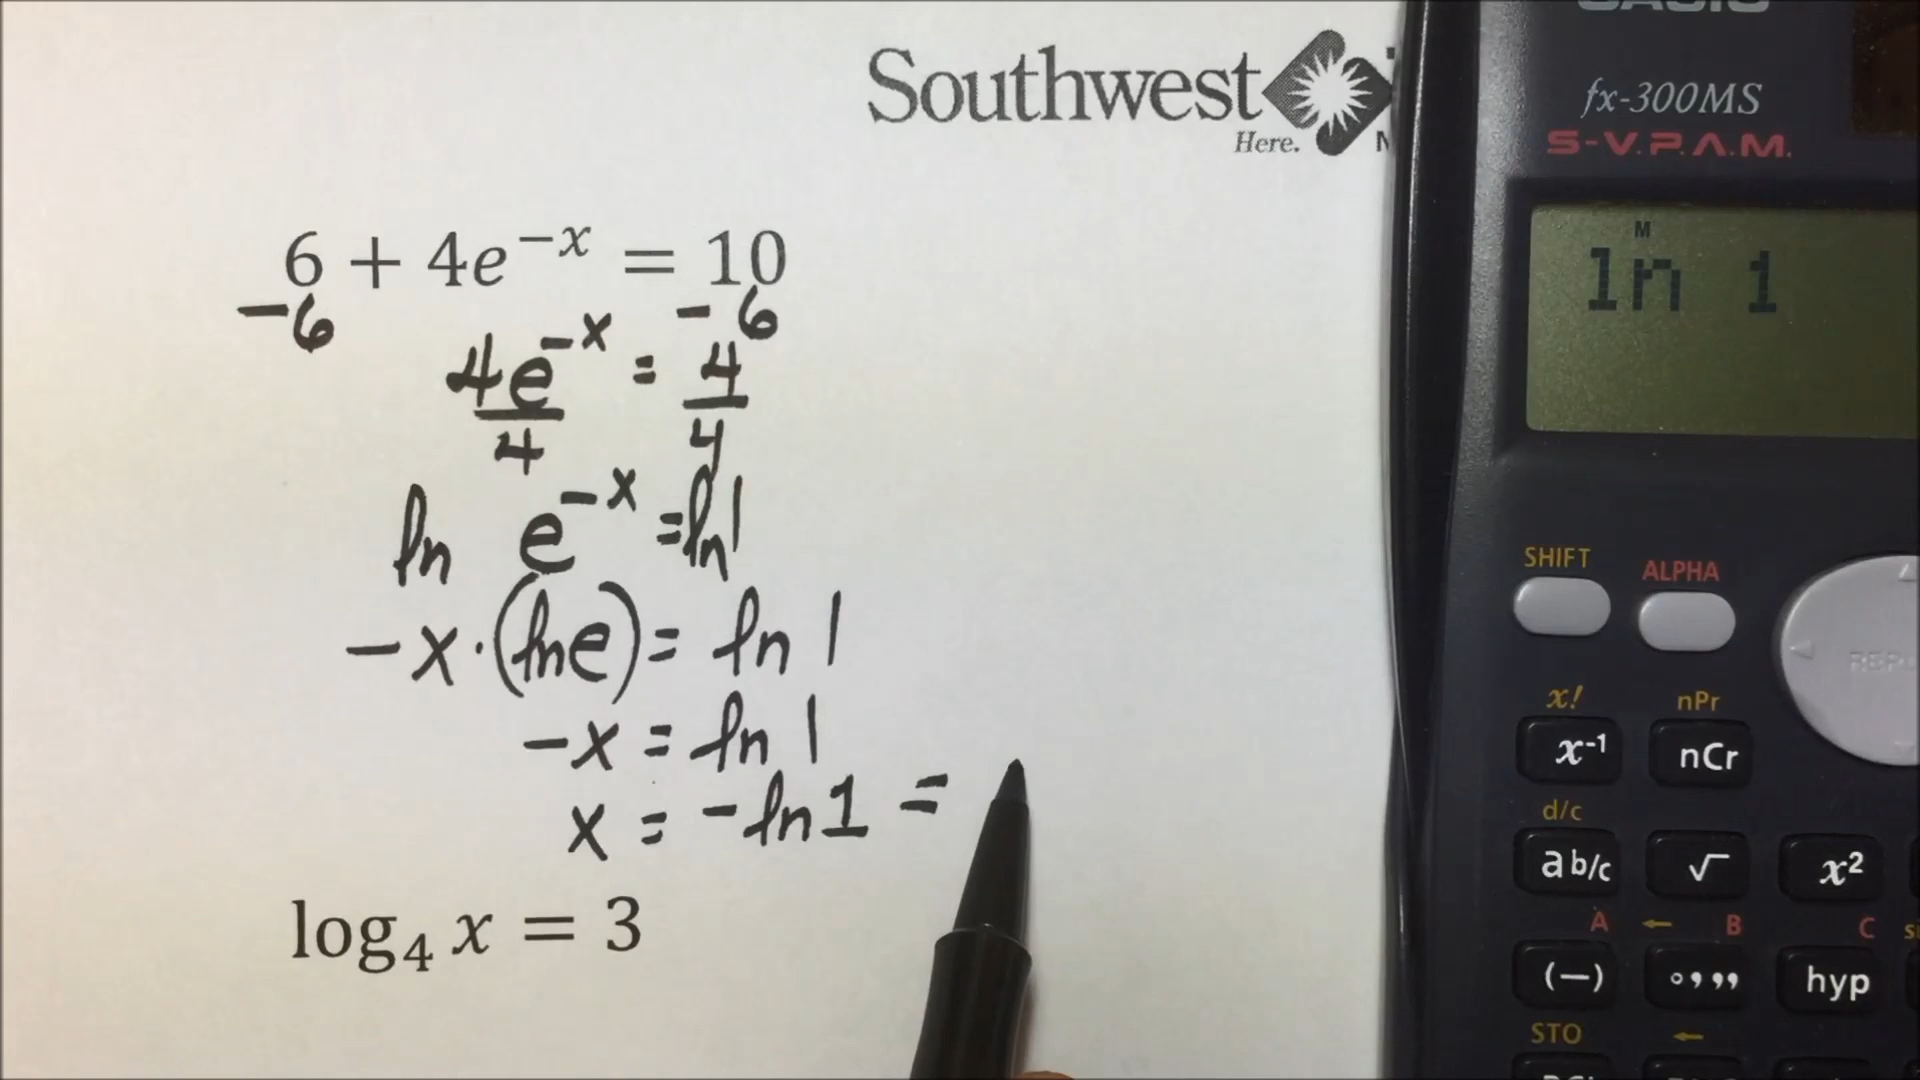 Southwest
Here.
6 + 4e^{-x} = 10
-6 - 6
4e^{-x} = 4
4 4
ln e^{-x} = ln 1
-x · (ln e) = ln 1
-x = ln 1
x = -ln 1 =
log₄ x = 3
CASIO
fx-300MS
S-V.P.A.M.
M
ln 1
SHIFT ALPHA
x! nPr
x⁻¹ nCr
d/c
a b/c √ x²
A ← B C
(−) °,,, hyp
STO ←